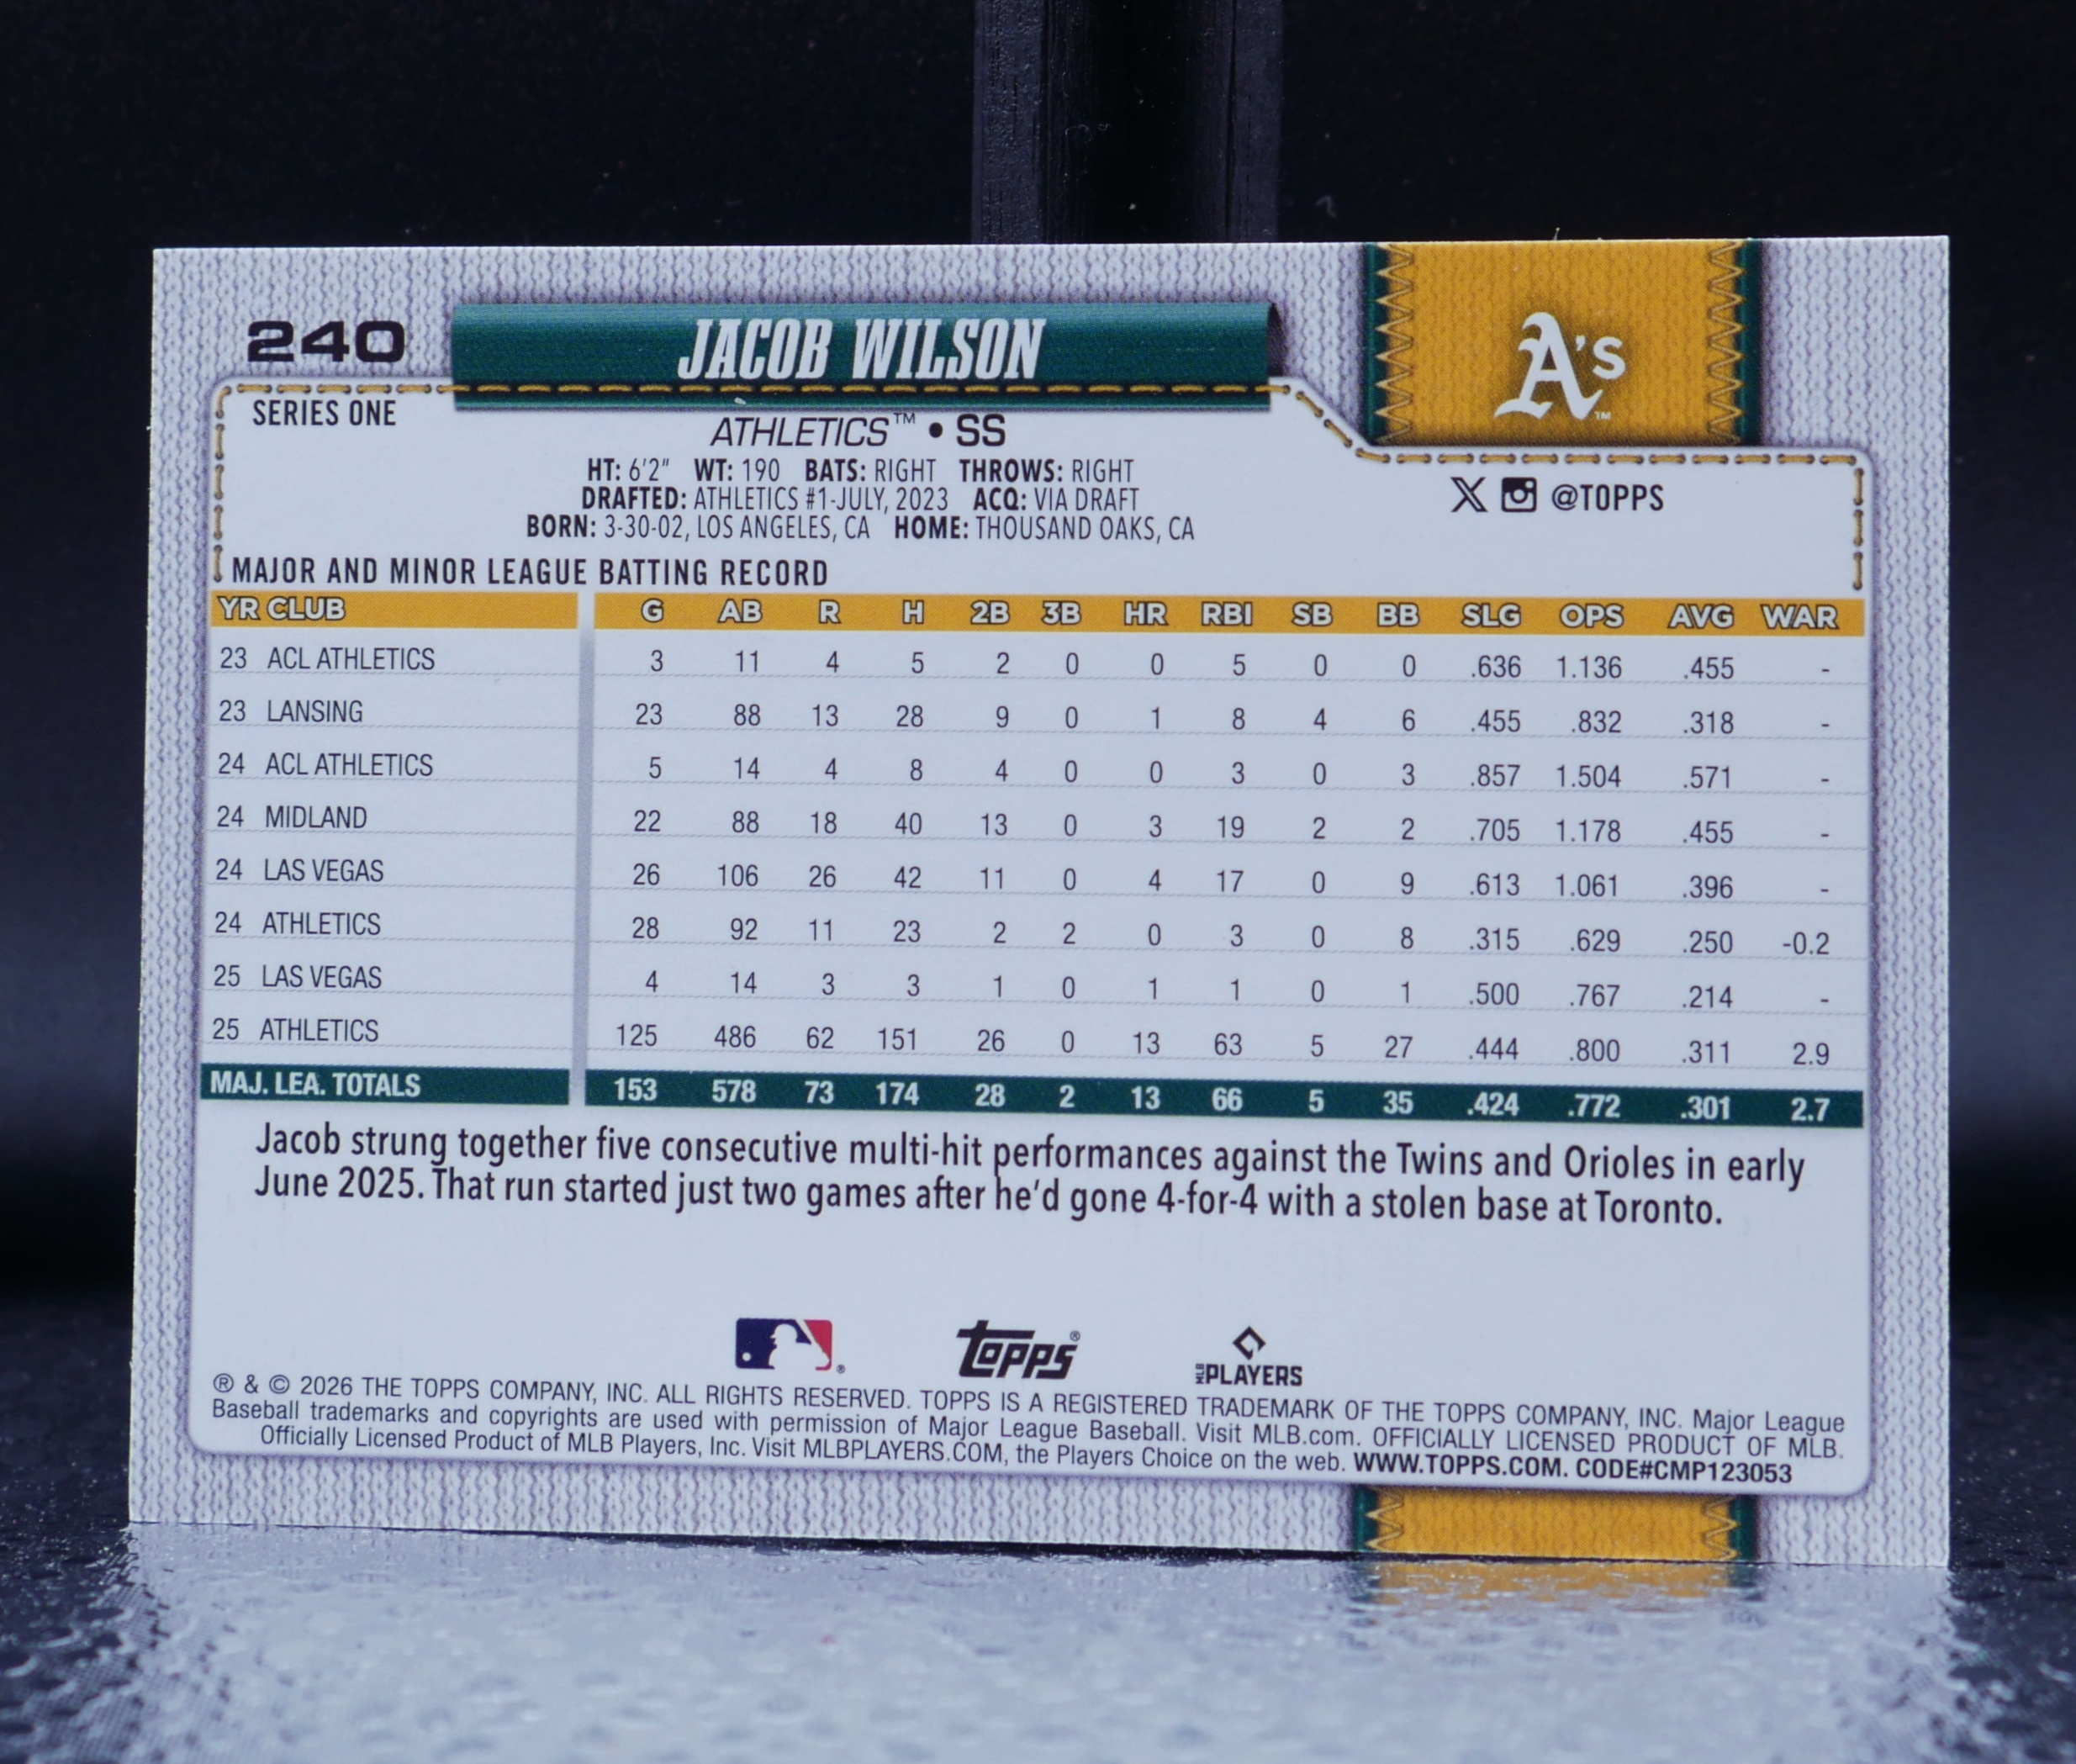 240 JACOB WILSON A's™
SERIES ONE
ATHLETICS™ • SS
HT: 6'2" WT: 190 BATS: RIGHT THROWS: RIGHT
DRAFTED: ATHLETICS #1-JULY, 2023 ACQ: VIA DRAFT
BORN: 3-30-02, LOS ANGELES, CA HOME: THOUSAND OAKS, CA
@TOPPS
MAJOR AND MINOR LEAGUE BATTING RECORD
YR CLUB G AB R H 2B 3B HR RBI SB BB SLG OPS AVG WAR
23 ACL ATHLETICS 3 11 4 5 2 0 0 5 0 0 .636 1.136 .455 -
23 LANSING 23 88 13 28 9 0 1 8 4 6 .455 .832 .318 -
24 ACL ATHLETICS 5 14 4 8 4 0 0 3 0 3 .857 1.504 .571 -
24 MIDLAND 22 88 18 40 13 0 3 19 2 2 .705 1.178 .455 -
24 LAS VEGAS 26 106 26 42 11 0 4 17 0 9 .613 1.061 .396 -
24 ATHLETICS 28 92 11 23 2 2 0 3 0 8 .315 .629 .250 -0.2
25 LAS VEGAS 4 14 3 3 1 0 1 1 0 1 .500 .767 .214 -
25 ATHLETICS 125 486 62 151 26 0 13 63 5 27 .444 .800 .311 2.9
MAJ. LEA. TOTALS 153 578 73 174 28 2 13 66 5 35 .424 .772 .301 2.7
Jacob strung together five consecutive multi-hit performances against the Twins and Orioles in early
June 2025. That run started just two games after he'd gone 4-for-4 with a stolen base at Toronto.
® Topps® MLB PLAYERS
® & © 2026 THE TOPPS COMPANY, INC. ALL RIGHTS RESERVED. TOPPS IS A REGISTERED TRADEMARK OF THE TOPPS COMPANY, INC. Major League
Baseball trademarks and copyrights are used with permission of Major League Baseball. Visit MLB.com. OFFICIALLY LICENSED PRODUCT OF MLB.
Officially Licensed Product of MLB Players, Inc. Visit MLBPLAYERS.COM, the Players Choice on the web. WWW.TOPPS.COM. CODE#CMP123053